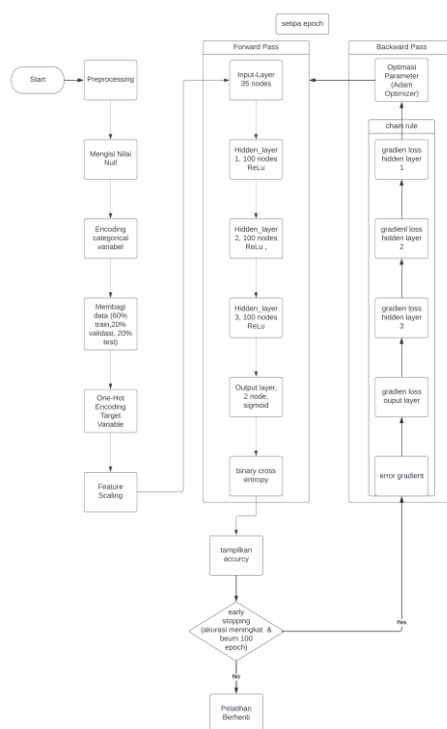 setipa epoch
Forward Pass
Backward Pass
Start
Preprocessing
Mengisi Nilai
Null
Encoding
categorical
variabel
Membagi
data (60%
train,20%
validasi, 20%
test)
One-Hot
Encoding
Target
Variable
Feature
Scaling
Input-Layer
35 nodes
Hidden_layer
1, 100 nodes
ReLu
Hidden_layer
2, 100 nodes
ReLu ,
Hidden_layer
3, 100 nodes
ReLu
Output layer,
2 node,
sigmoid
binary cross
entropy
tampilkan
accurcy
early
stopping
(akurasi meningkat &
beum 100
epoch)
Yes
No
Pelatihan
Berhenti
Optimasi
Parameter
(Adam
Optimizer)
chain rule
gradien loss
hidden layer
1
gradienl loss
hidden layer
2
gradien loss
hidden layer
3
gradien loss
ouput layer
error gradient